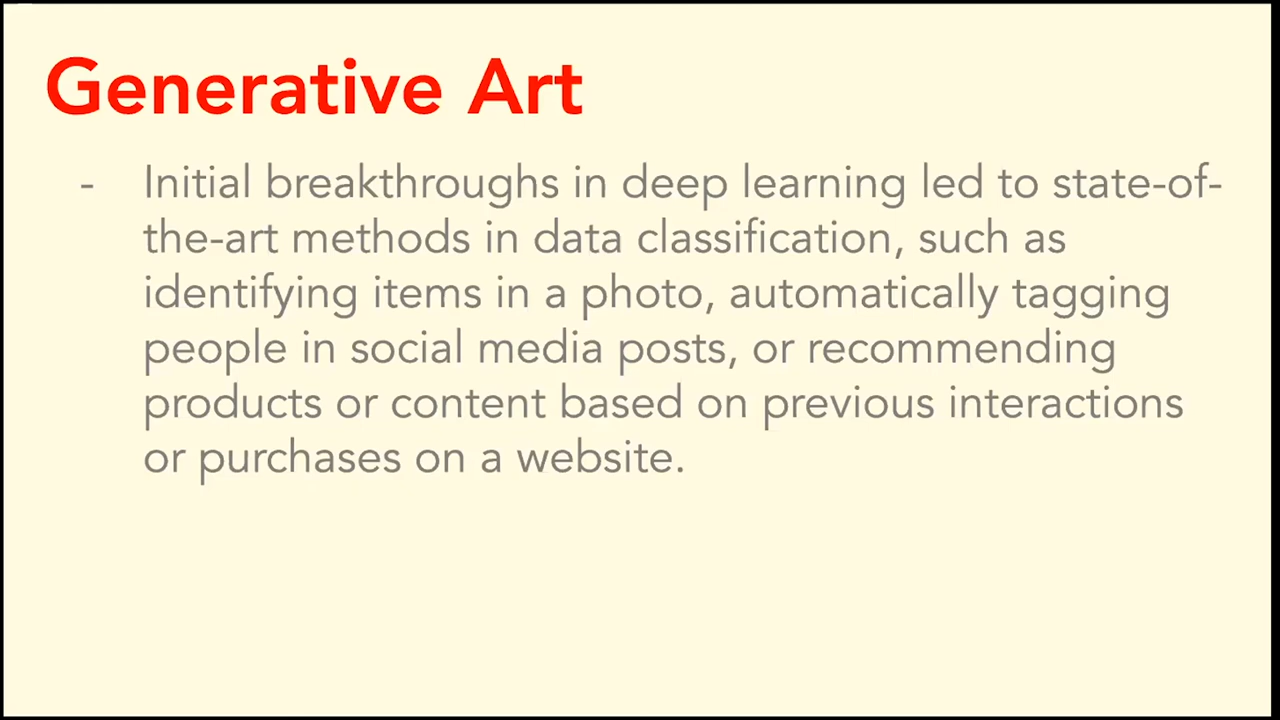 Generative Art
- Initial breakthroughs in deep learning led to state-of-
the-art methods in data classification, such as
identifying items in a photo, automatically tagging
people in social media posts, or recommending
products or content based on previous interactions
or purchases on a website.